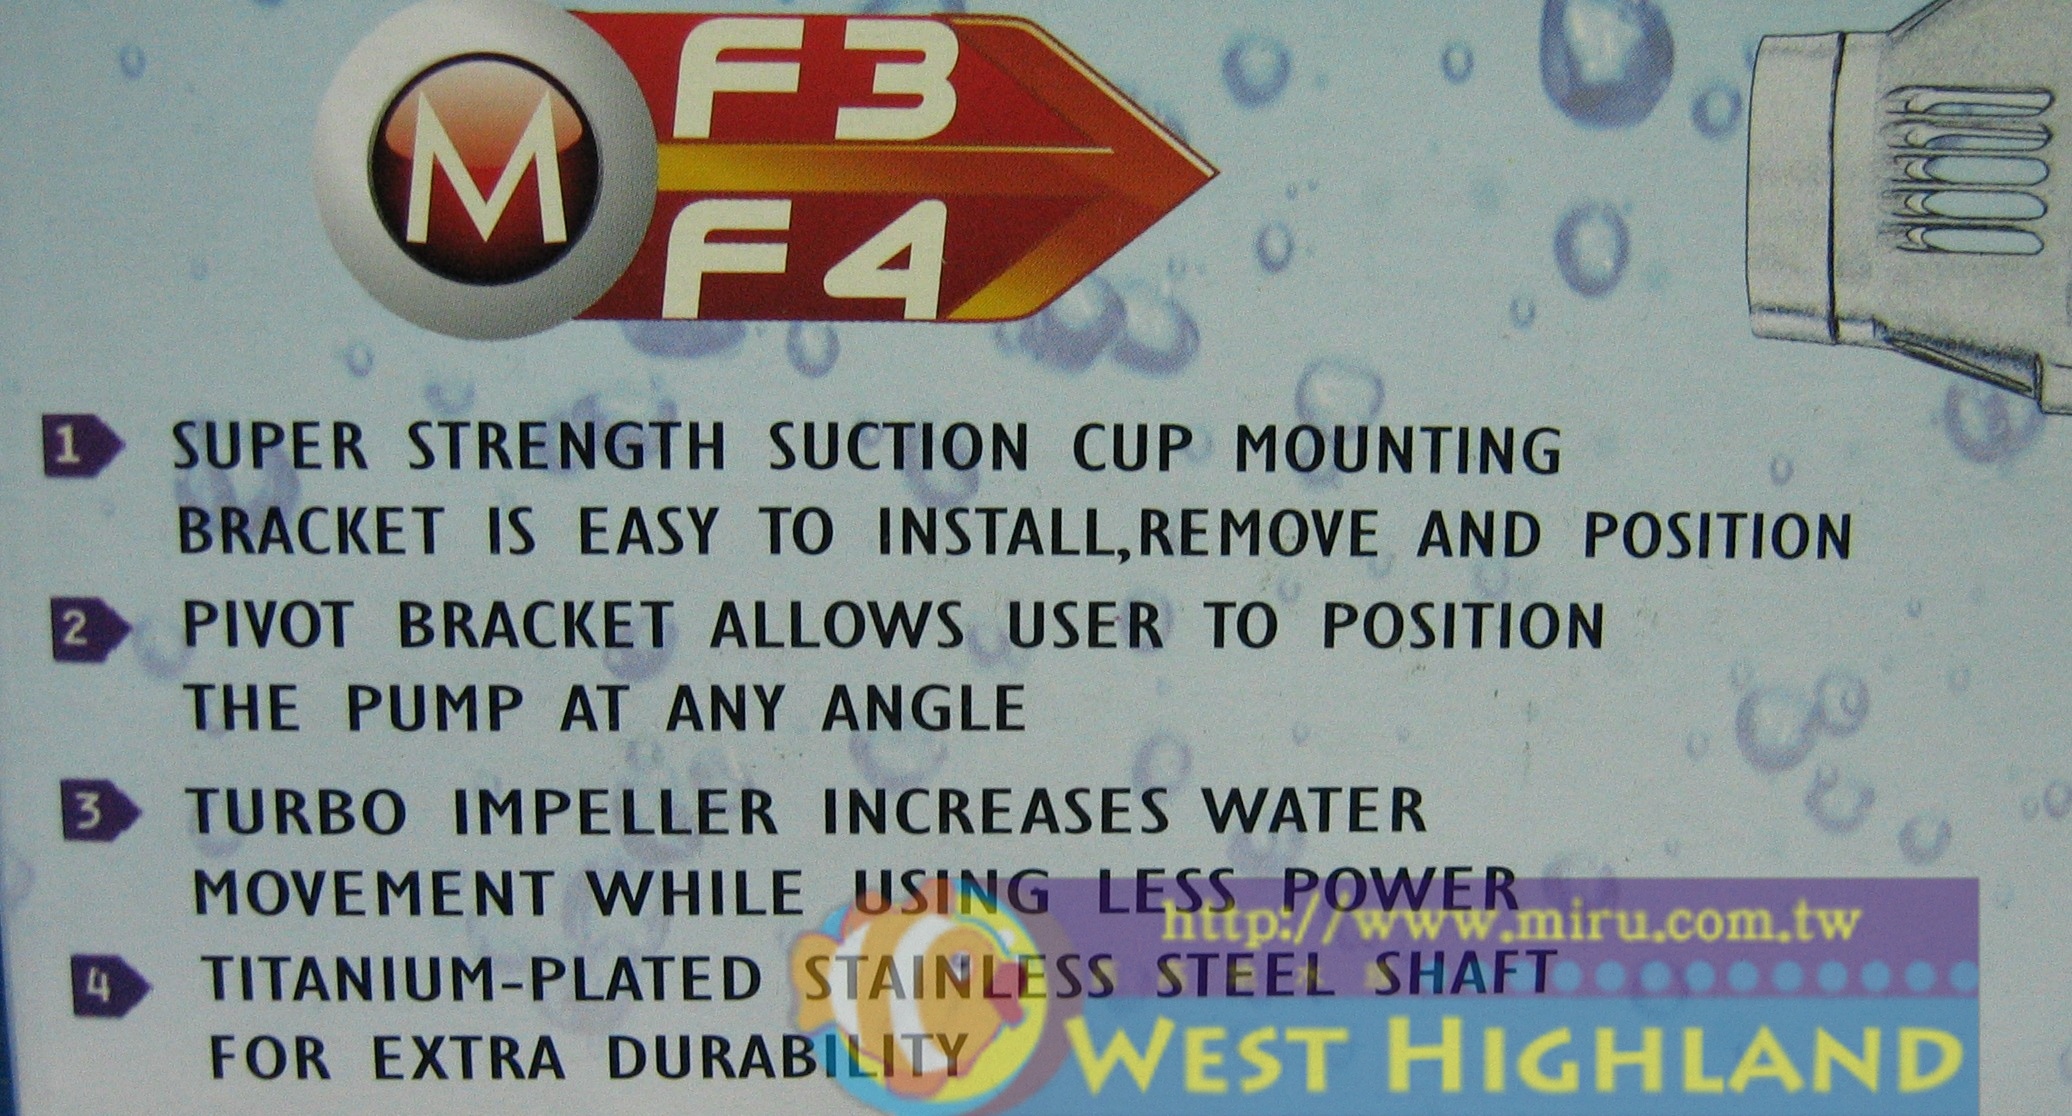 M
F3
F4
1 SUPER STRENGTH SUCTION CUP MOUNTING
BRACKET IS EASY TO INSTALL,REMOVE AND POSITION
2 PIVOT BRACKET ALLOWS USER TO POSITION
THE PUMP AT ANY ANGLE
3 TURBO IMPELLER INCREASES WATER
MOVEMENT WHILE USING LESS POWER
http://www.miru.com.tw
4 TITANIUM-PLATED STAINLESS STEEL SHAFT
FOR EXTRA DURABILITY
WEST HIGHLAND